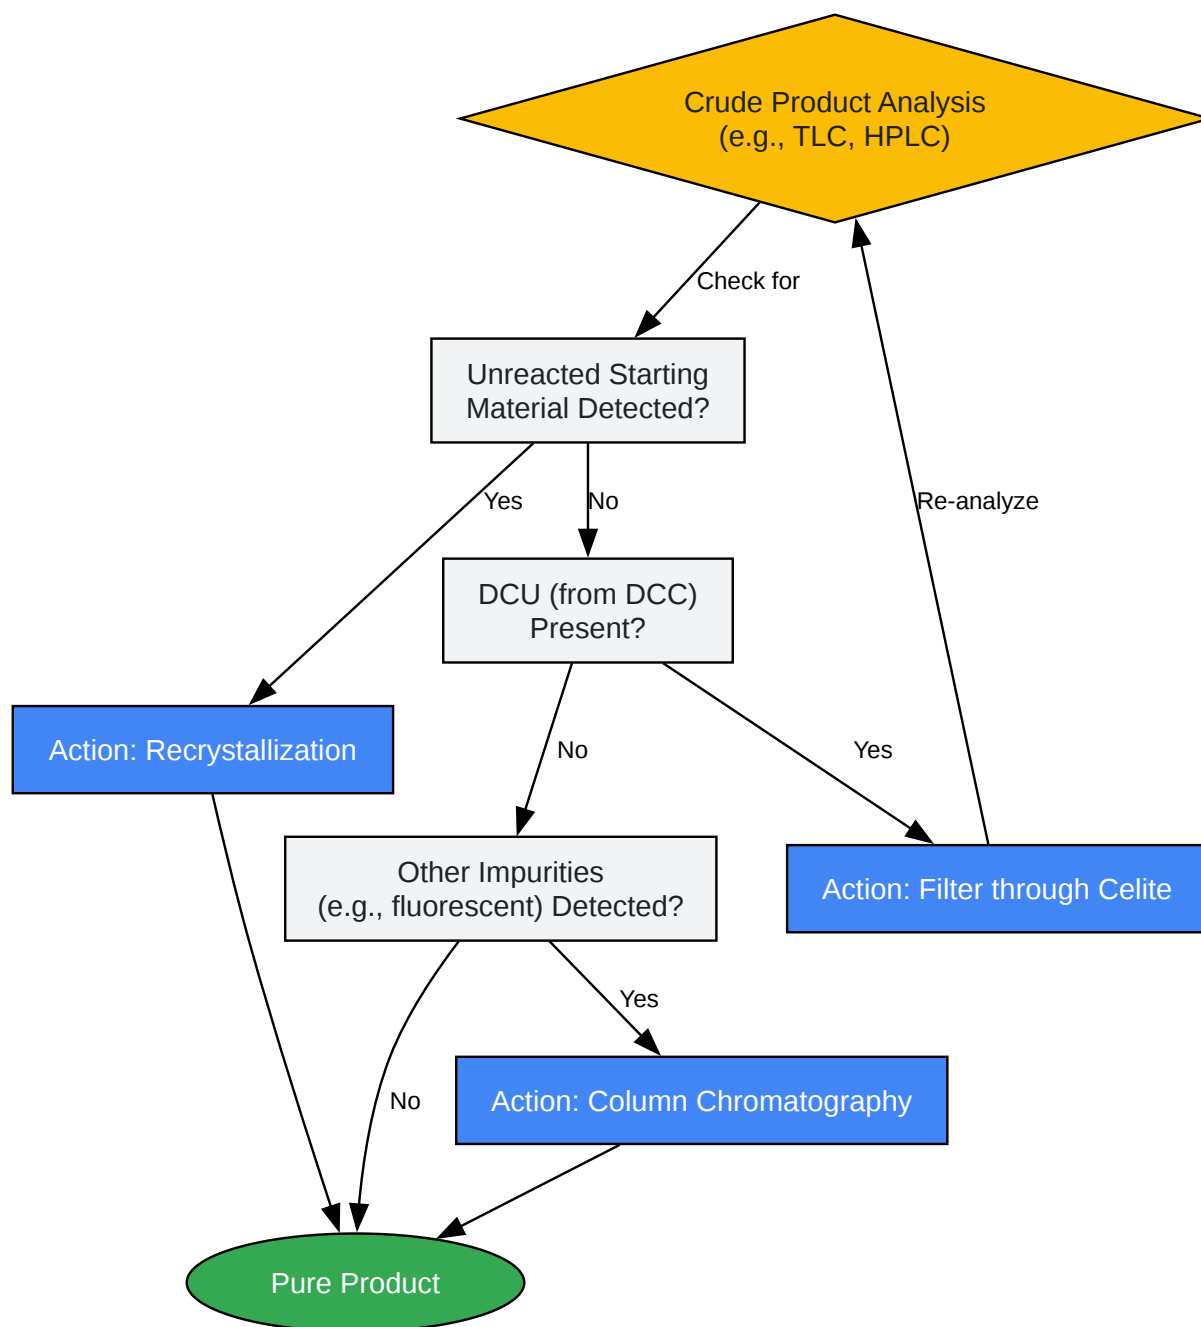 Crude Product Analysis
(e.g., TLC, HPLC)
Check for
Unreacted Starting
Material Detected?
Yes
No
Re-analyze
DCU (from DCC)
Present?
Action: Recrystallization
No
Yes
Other Impurities
(e.g., fluorescent) Detected?
Action: Filter through Celite
Yes
No
Action: Column Chromatography
Pure Product